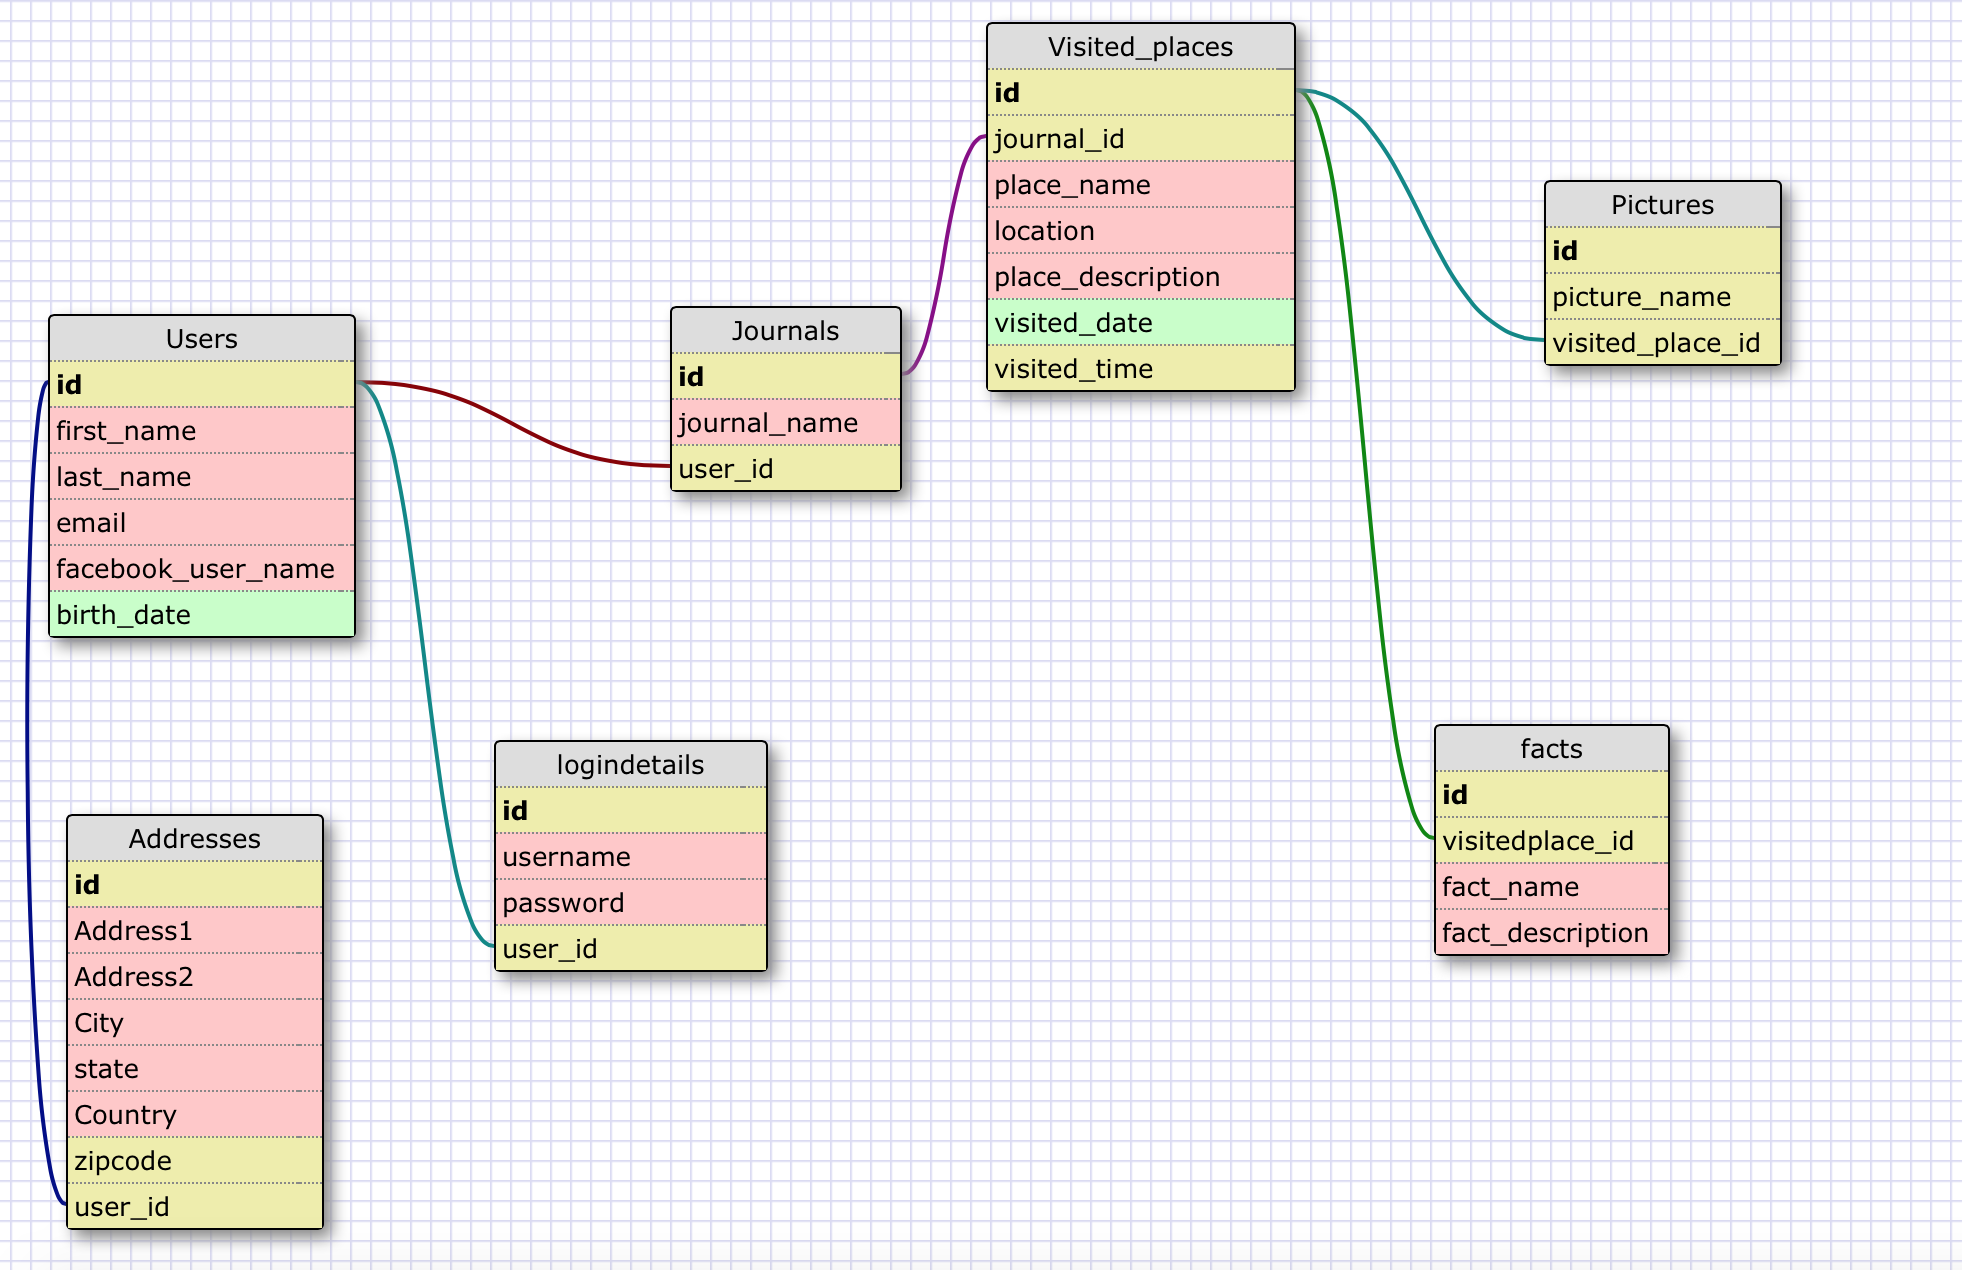 Visited_places
id
journal_id
place_name
location
place_description
visited_date
visited_time
Pictures
id
picture_name
visited_place_id
Users
id
first_name
last_name
email
facebook_user_name
birth_date
Journals
id
journal_name
user_id
logindetails
id
username
password
user_id
facts
id
visitedplace_id
fact_name
fact_description
Addresses
id
Address1
Address2
City
state
Country
zipcode
user_id